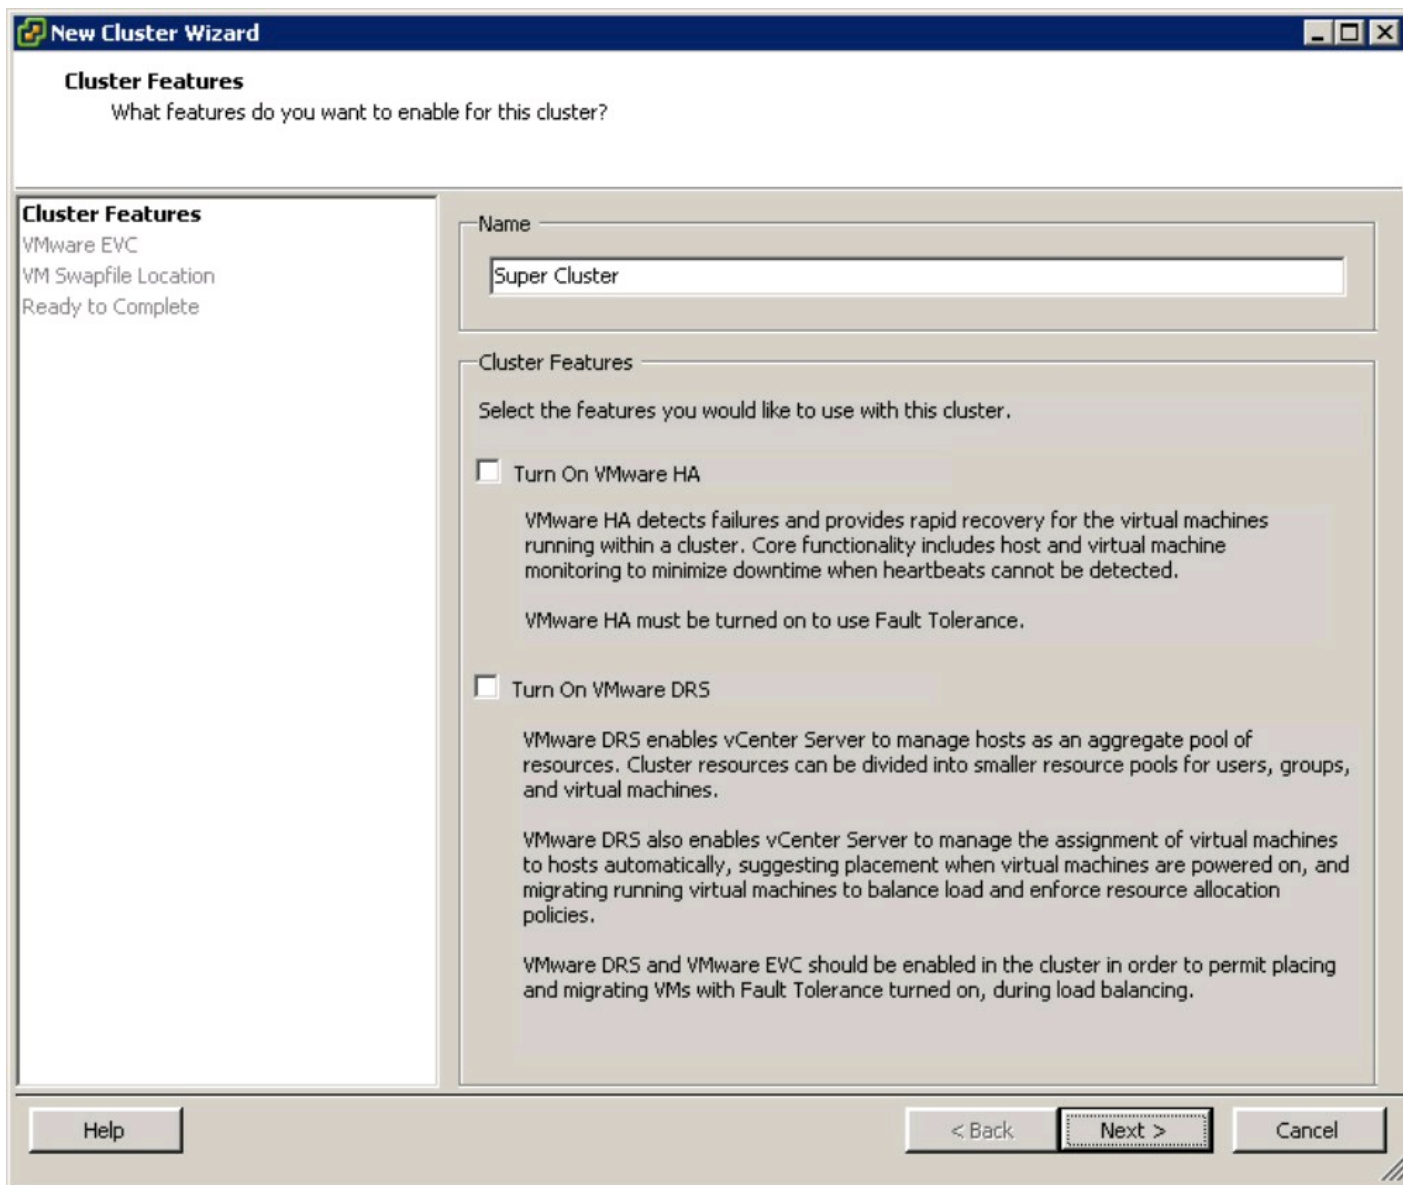 New Cluster Wizard
Cluster Features
What features do you want to enable for this cluster?
Cluster Features
VMware EVC
VM Swapfile Location
Ready to Complete
Name
Super Cluster
Cluster Features
Select the features you would like to use with this cluster.
Turn On VMware HA
VMware HA detects failures and provides rapid recovery for the virtual machines
running within a cluster. Core functionality includes host and virtual machine
monitoring to minimize downtime when heartbeats cannot be detected.
VMware HA must be turned on to use Fault Tolerance.
Turn On VMware DRS
VMware DRS enables vCenter Server to manage hosts as an aggregate pool of
resources. Cluster resources can be divided into smaller resource pools for users, groups,
and virtual machines.
VMware DRS also enables vCenter Server to manage the assignment of virtual machines
to hosts automatically, suggesting placement when virtual machines are powered on, and
migrating running virtual machines to balance load and enforce resource allocation
policies.
VMware DRS and VMware EVC should be enabled in the cluster in order to permit placing
and migrating VMs with Fault Tolerance turned on, during load balancing.
Help
< Back
Next >
Cancel